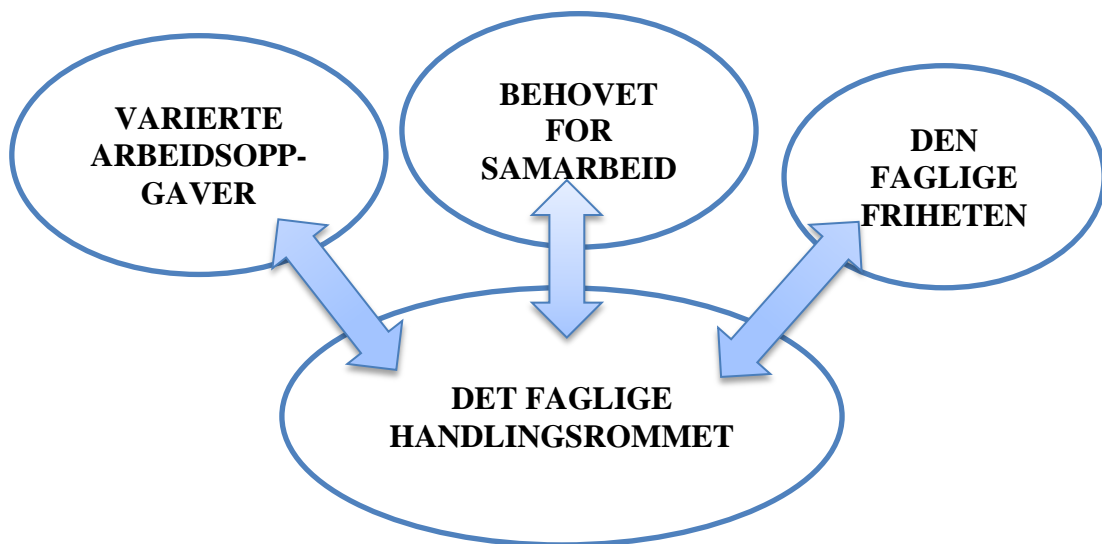 VARIERTE
ARBEIDSOPP-
GAVER
BEHOVET
FOR
SAMARBEID
DEN
FAGLIGE
FRIHETEN
DET FAGLIGE
HANDLINGSROMMET